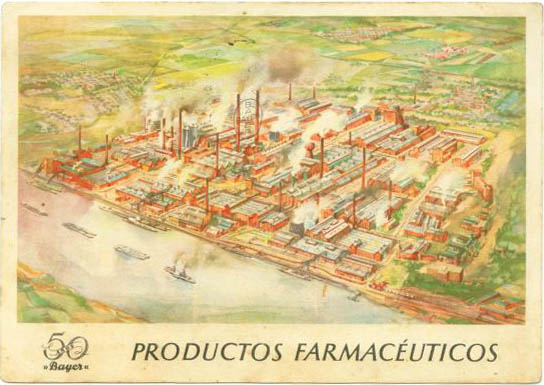 50
»Bayer«
PRODUCTOS FARMACÉUTICOS